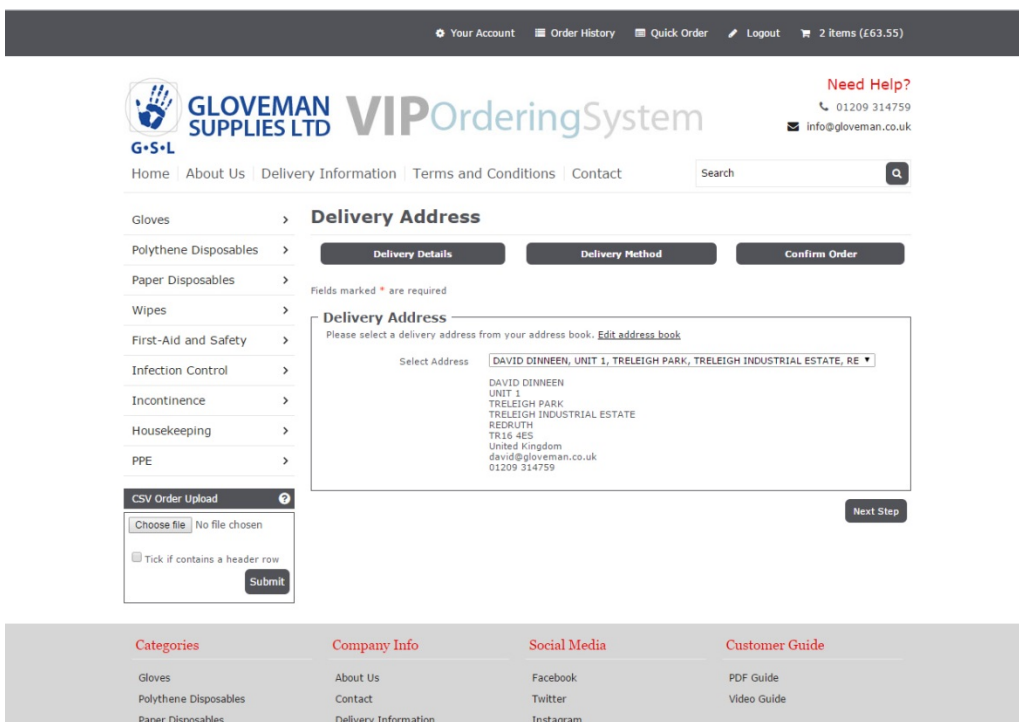 Your Account Order History Quick Order Logout 2 items (£63.55)
GLOVEMAN
SUPPLIES LTD
G•S•L
VIPOrderingSystem
Need Help?
01209 314759
info@gloveman.co.uk
Home About Us Delivery Information Terms and Conditions Contact
Search
Gloves
Polythene Disposables
Paper Disposables
Wipes
First-Aid and Safety
Infection Control
Incontinence
Housekeeping
PPE
CSV Order Upload ?
Choose file No file chosen
Tick if contains a header row
Submit
Delivery Address
Delivery Details Delivery Method Confirm Order
Fields marked * are required
Delivery Address
Please select a delivery address from your address book. Edit address book
Select Address DAVID DINNEEN, UNIT 1, TRELEIGH PARK, TRELEIGH INDUSTRIAL ESTATE, RE
DAVID DINNEEN
UNIT 1
TRELEIGH PARK
TRELEIGH INDUSTRIAL ESTATE
REDRUTH
TR16 4ES
United Kingdom
david@gloveman.co.uk
01209 314759
Next Step
Categories
Gloves
Polythene Disposables
Paper Disposables
Company Info
About Us
Contact
Delivery Information
Social Media
Facebook
Twitter
Instagram
Customer Guide
PDF Guide
Video Guide